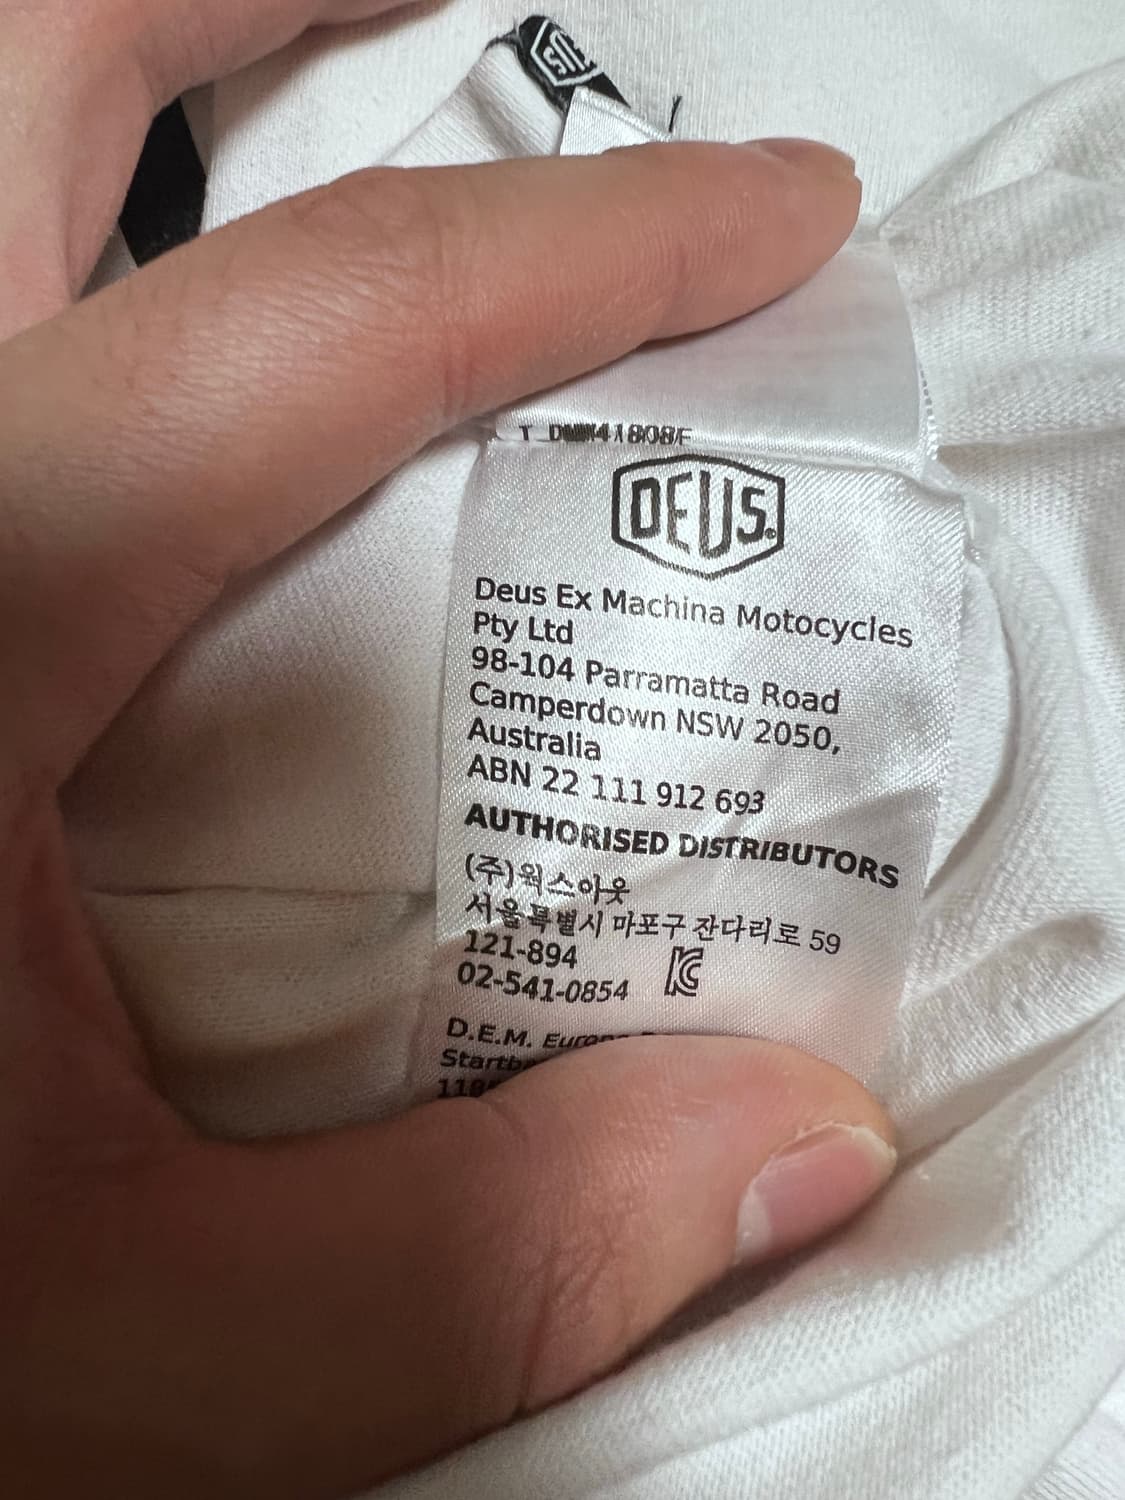 DEUS
DEUS.
Deus Ex Machina Motocycles
Pty Ltd
98-104 Parramatta Road
Camperdown NSW 2050,
Australia
ABN 22 111 912 693
AUTHORISED DISTRIBUTORS
(주)웍스아웃
서울특별시 마포구 잔다리로 59
121-894
02-541-0854
D.E.M.